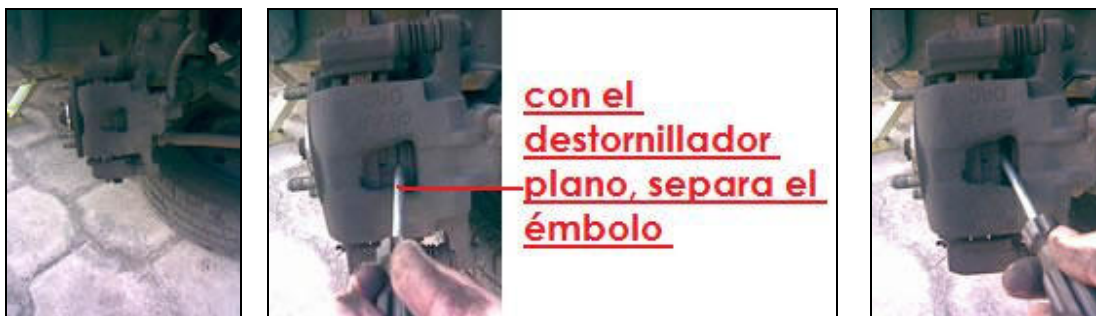 con el
destornillador
plano, separa el
émbolo